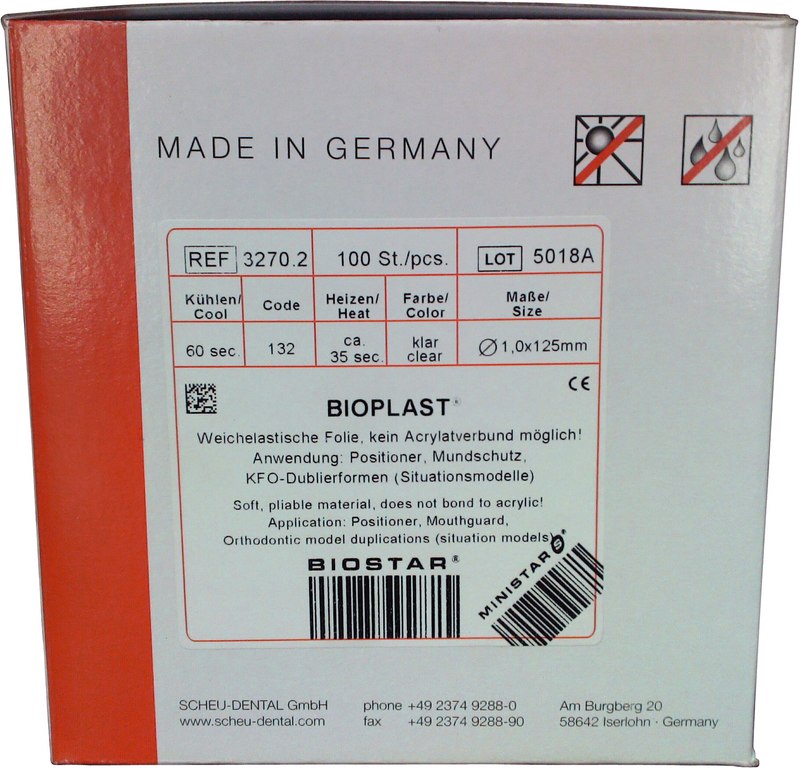 MADE IN GERMANY
REF 3270.2 100 St./pcs. LOT 5018A
Kühlen/ Cool Code Heizen/ Heat Farbe/ Color Maße/ Size
60 sec. 132 ca. 35 sec. klar clear Ø 1,0x125mm
CE
BIOPLAST®
Weichelastische Folie, kein Acrylatverbund möglich!
Anwendung: Positioner, Mundschutz,
KFO-Dublierformen (Situationsmodelle)
Soft, pliable material, does not bond to acrylic!
Application: Positioner, Mouthguard,
Orthodontic model duplications (situation models)
BIOSTAR®
MINISTAR S®
SCHEU-DENTAL GmbH phone +49 2374 9288-0 Am Burgberg 20
www.scheu-dental.com fax +49 2374 9288-90 58642 Iserlohn · Germany